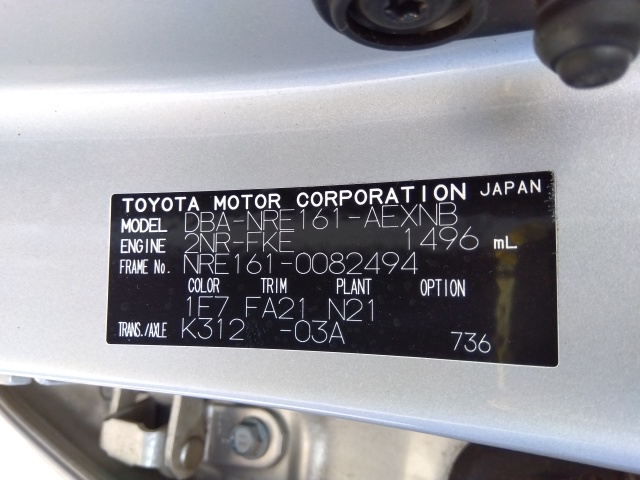 TOYOTA MOTOR CORPORATION JAPAN
MODEL DBA-NRE161-AEXNB
ENGINE 2NR-FKE 1496 mL
FRAME No. NRE161-0082494
COLOR TRIM PLANT OPTION
1F7 FA21 N21
TRANS./AXLE K312 -03A
736